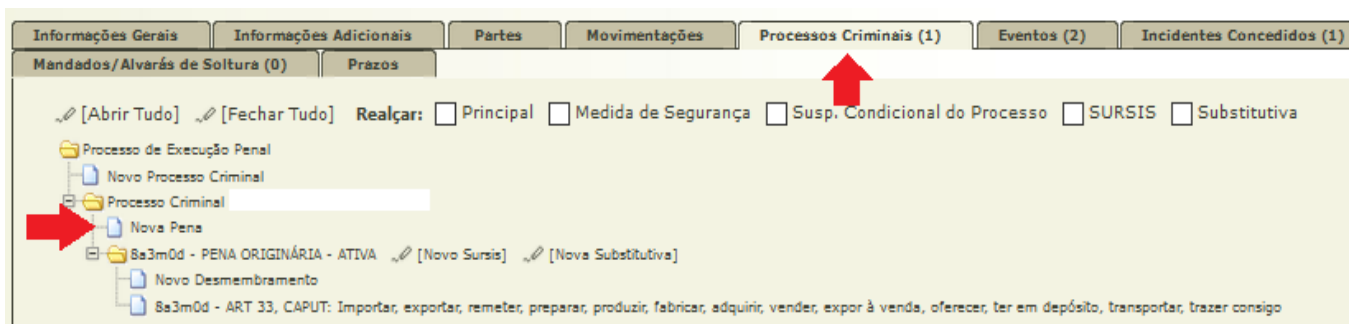 Informações Gerais Informações Adicionais Partes Movimentações Processos Criminais (1) Eventos (2) Incidentes Concedidos (1)
Mandados/Alvarás de Soltura (0) Prazos
[Abrir Tudo] [Fechar Tudo] Realçar: Principal Medida de Segurança Susp. Condicional do Processo SURSIS Substitutiva
Processo de Execução Penal
Novo Processo Criminal
Processo Criminal
Nova Pena
8a3m0d - PENA ORIGINÁRIA - ATIVA [Novo Sursis] [Nova Substitutiva]
Novo Desmembramento
8a3m0d - ART 33, CAPUT: Importar, exportar, remeter, preparar, produzir, fabricar, adquirir, vender, expor à venda, oferecer, ter em depósito, transportar, trazer consigo